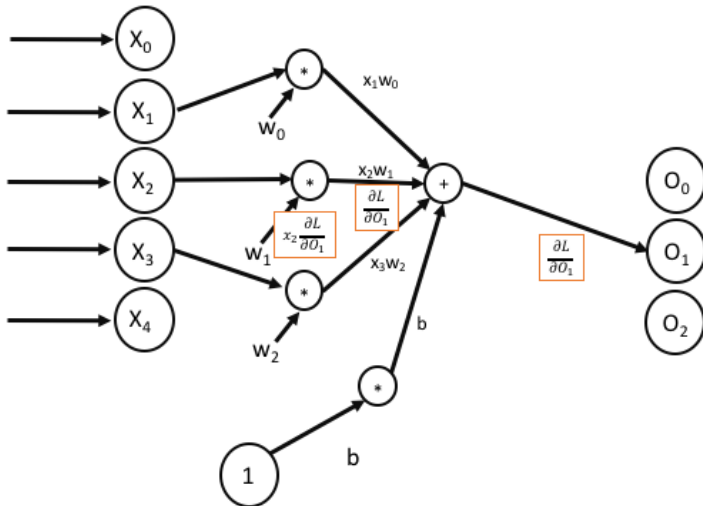 X₀
*
x₁w₀
X₁
w₀
X₂
*
x₂w₁
+
O₀
∂L/∂O₁
x₂ ∂L/∂O₁
w₁
X₃
O₁
∂L/∂O₁
x₃w₂
*
X₄
w₂
b
O₂
*
1
b